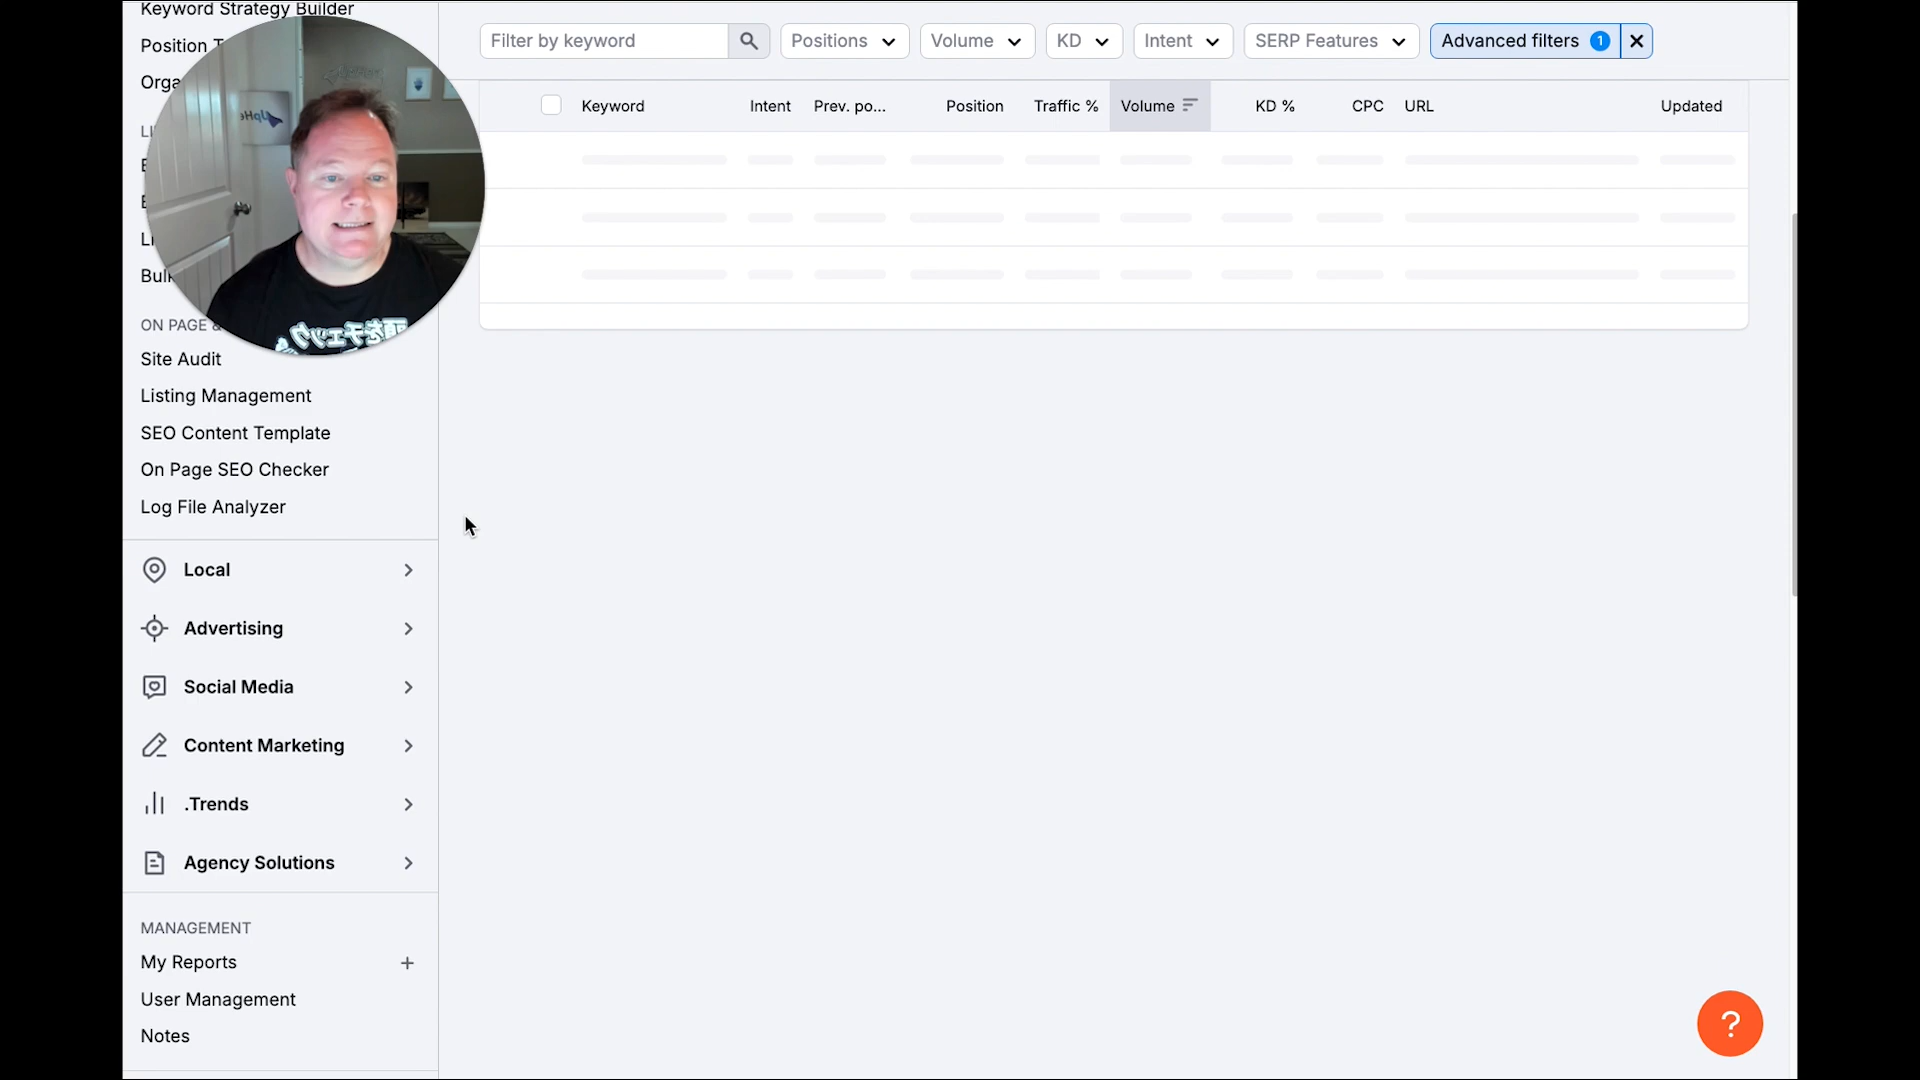 Keyword Strategy Builder
Position T
Orga
LI
B
B
Li
Bulk
ON PAGE &
Site Audit
Listing Management
SEO Content Template
On Page SEO Checker
Log File Analyzer
Local
Advertising
Social Media
Content Marketing
.Trends
Agency Solutions
MANAGEMENT
My Reports +
User Management
Notes
Filter by keyword Positions Volume KD Intent SERP Features Advanced filters 1
Keyword Intent Prev. po... Position Traffic % Volume KD % CPC URL Updated
?